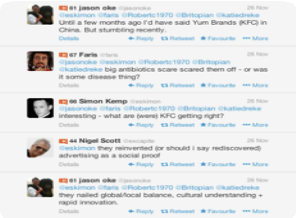 61 jason oke @jasonoke 26 Nov
@eskimon @faris @Roberto1970 @Britopian @katiedreke
Until a few months ago I'd have said Yum Brands (KFC) in
China. But stumbling recently.
Details Reply Retweet Favourite More
67 Faris @faris 26 Nov
@jasonoke @eskimon @Roberto1970 @Britopian
@katiedreke big antibiotics scare scared them off - or was
it some disease thing?
Details Reply Retweet Favourite More
66 Simon Kemp @eskimon 26 Nov
@faris @jasonoke @Roberto1970 @Britopian @katiedreke
interesting - what are (were) KFC getting right?
Details Reply Retweet Favourite More
44 Nigel Scott 26 Nov
@eskimon they reinvented (or should i say rediscovered)
advertising as a social proof
Details Reply Retweet Favourite More
61 jason oke @jasonoke 26 Nov
@eskimon @faris @Roberto1970 @Britopian @katiedreke
they nailed global/local balance, cultural understanding +
rapid innovation.
Details Reply Retweet Favourite More